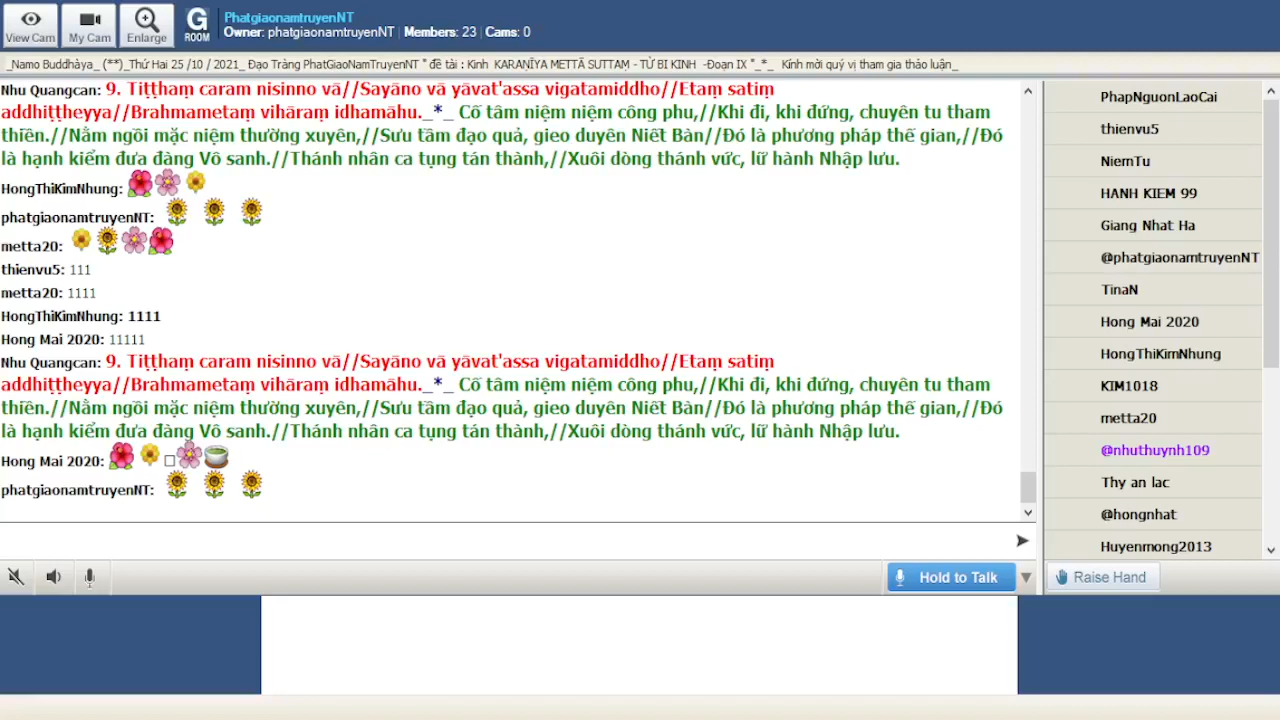 View Cam
My Cam
Enlarge
G
ROOM
PhatgiaonamtruyenNT
Owner: phatgiaonamtruyenNT | Members: 23 | Cams: 0
_Namo Buddhàya_ (**)_Thứ Hai 25 /10 / 2021_ Đạo Tràng PhatGiaoNamTruyenNT " đề tài : Kinh KARAṆĪYA METTĀ SUTTAṀ - TỪ BI KINH -Đoạn IX "_*_ Kính mời quý vị tham gia thảo luận_
Nhu Quangcan: 9. Tiṭṭhaṃ caram nisinno vā//Sayāno vā yāvat'assa vigatamiddho//Etaṃ satiṃ
addhiṭṭheyya//Brahmametaṃ vihāraṃ idhamāhu._*_ Cố tâm niệm niệm công phu,//Khi đi, khi đứng, chuyên tu tham
thiền.//Nằm ngồi mặc niệm thường xuyên,//Sưu tầm đạo quả, gieo duyên Niết Bàn//Đó là phương pháp thế gian,//Đó
là hạnh kiểm đưa đàng Vô sanh.//Thánh nhân ca tụng tán thành,//Xuôi dòng thánh vức, lữ hành Nhập lưu.
HongThiKimNhung:
phatgiaonamtruyenNT:
metta20:
thienvu5: 111
metta20: 1111
HongThiKimNhung: 1111
Hong Mai 2020: 11111
Nhu Quangcan: 9. Tiṭṭhaṃ caram nisinno vā//Sayāno vā yāvat'assa vigatamiddho//Etaṃ satiṃ
addhiṭṭheyya//Brahmametaṃ vihāraṃ idhamāhu._*_ Cố tâm niệm niệm công phu,//Khi đi, khi đứng, chuyên tu tham
thiền.//Nằm ngồi mặc niệm thường xuyên,//Sưu tầm đạo quả, gieo duyên Niết Bàn//Đó là phương pháp thế gian,//Đó
là hạnh kiểm đưa đàng Vô sanh.//Thánh nhân ca tụng tán thành,//Xuôi dòng thánh vức, lữ hành Nhập lưu.
Hong Mai 2020:
phatgiaonamtruyenNT:
Hold to Talk
PhapNguonLaoCai
thienvu5
NiemTu
HANH KIEM 99
Giang Nhat Ha
@phatgiaonamtruyenNT
TinaN
Hong Mai 2020
HongThiKimNhung
KIM1018
metta20
@nhuthuynh109
Thy an lac
@hongnhat
Huyenmong2013
Raise Hand